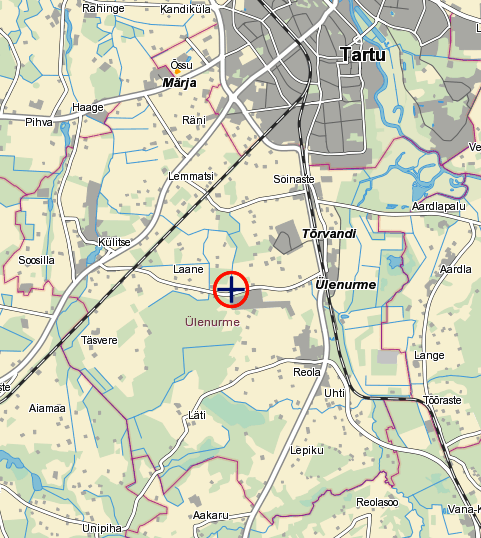 Rahinge
Kandiküla
Tartu
Õssu
Märja
Haage
Pihva
Räni
Lemmatsi
Soinaste
Aardlapalu
Külitse
Tõrvandi
Soosilla
Laane
Aardla
Ülenurme
Ülenurme
Täsvere
Lange
Reola
ste
Uhti
Tõõraste
Aiamaa
Läti
Lepiku
Reolasoo
Aakaru
Unipiha
Vana-K